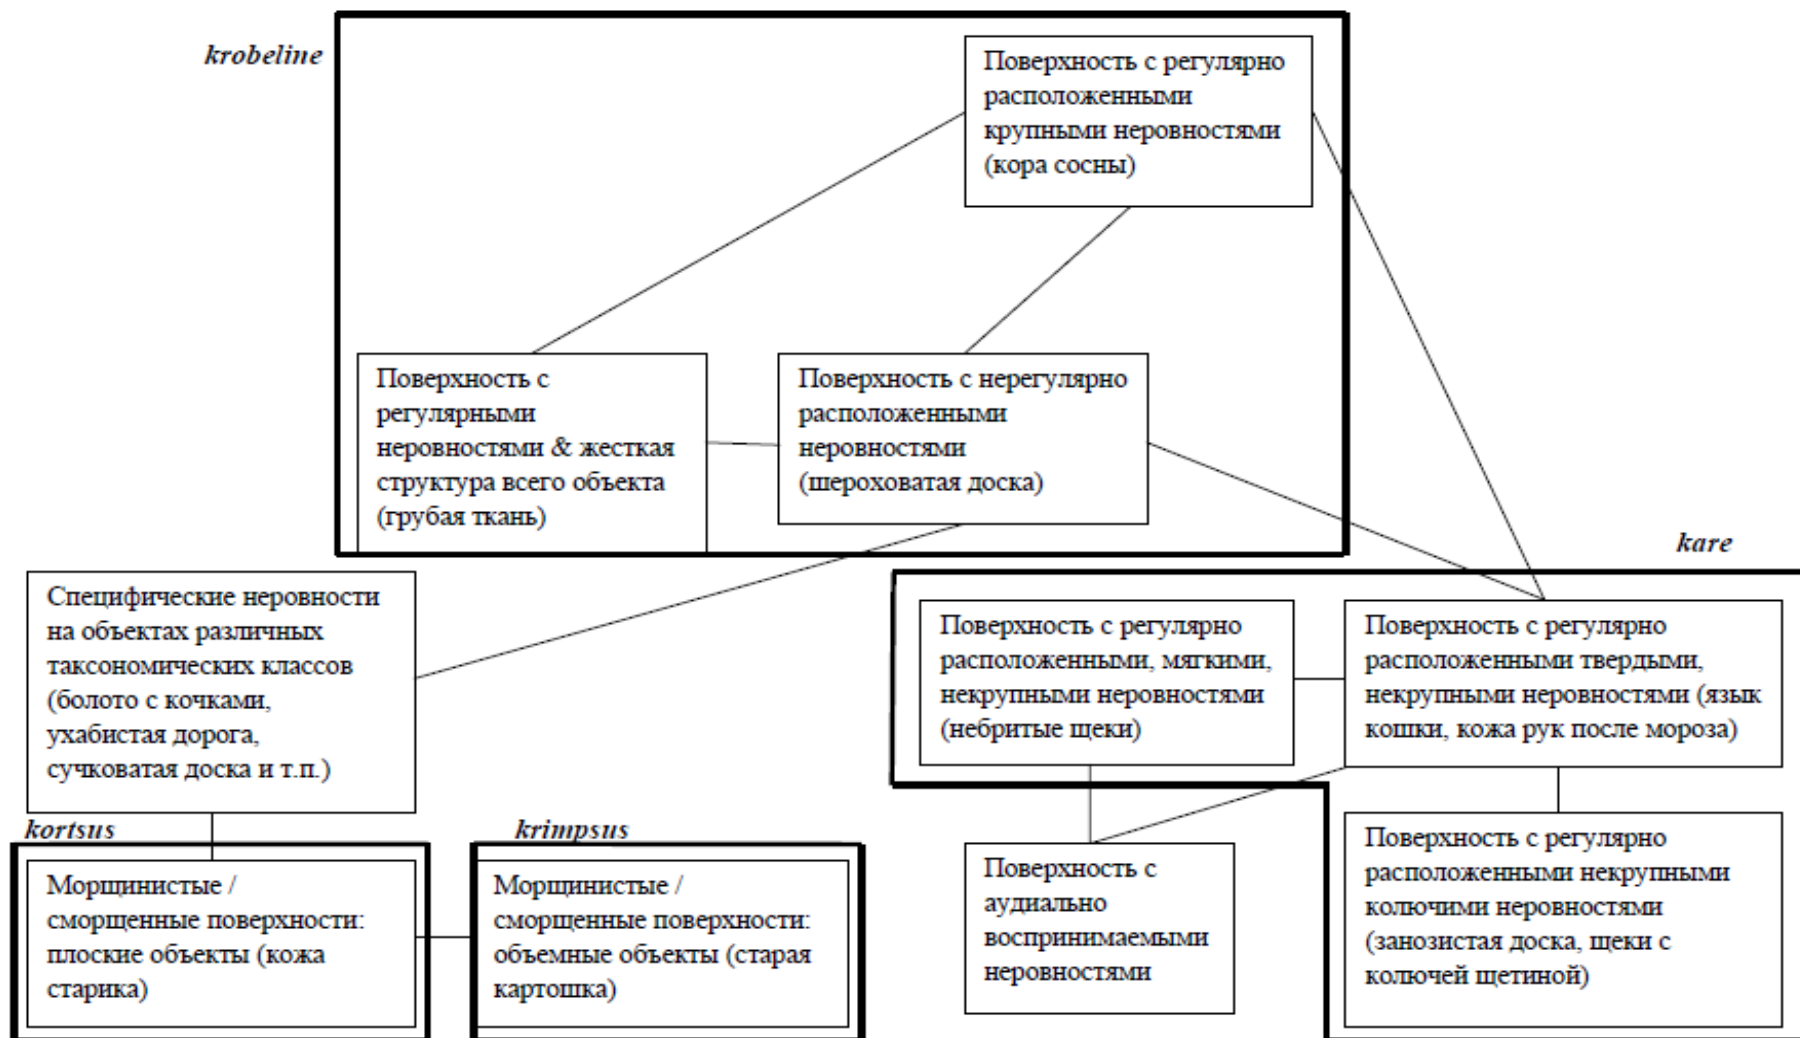 krobeline
Поверхность с регулярно
расположенными
крупными неровностями
(кора сосны)
Поверхность с
регулярными
неровностями & жесткая
структура всего объекта
(грубая ткань)
Поверхность с нерегулярно
расположенными
неровностями
(шероховатая доска)
kare
Специфические неровности
на объектах различных
таксономических классов
(болото с кочками,
ухабистая дорога,
сучковатая доска и т.п.)
Поверхность с регулярно
расположенными, мягкими,
некрупными неровностями
(небритые щеки)
Поверхность с регулярно
расположенными твердыми,
некрупными неровностями (язык
кошки, кожа рук после мороза)
kortsus
Морщинистые /
сморщенные поверхности:
плоские объекты (кожа
старика)
krimpsus
Морщинистые /
сморщенные поверхности:
объемные объекты (старая
картошка)
Поверхность с
аудиально
воспринимаемыми
неровностями
Поверхность с регулярно
расположенными некрупными
колючими неровностями
(занозистая доска, щеки с
колючей щетиной)